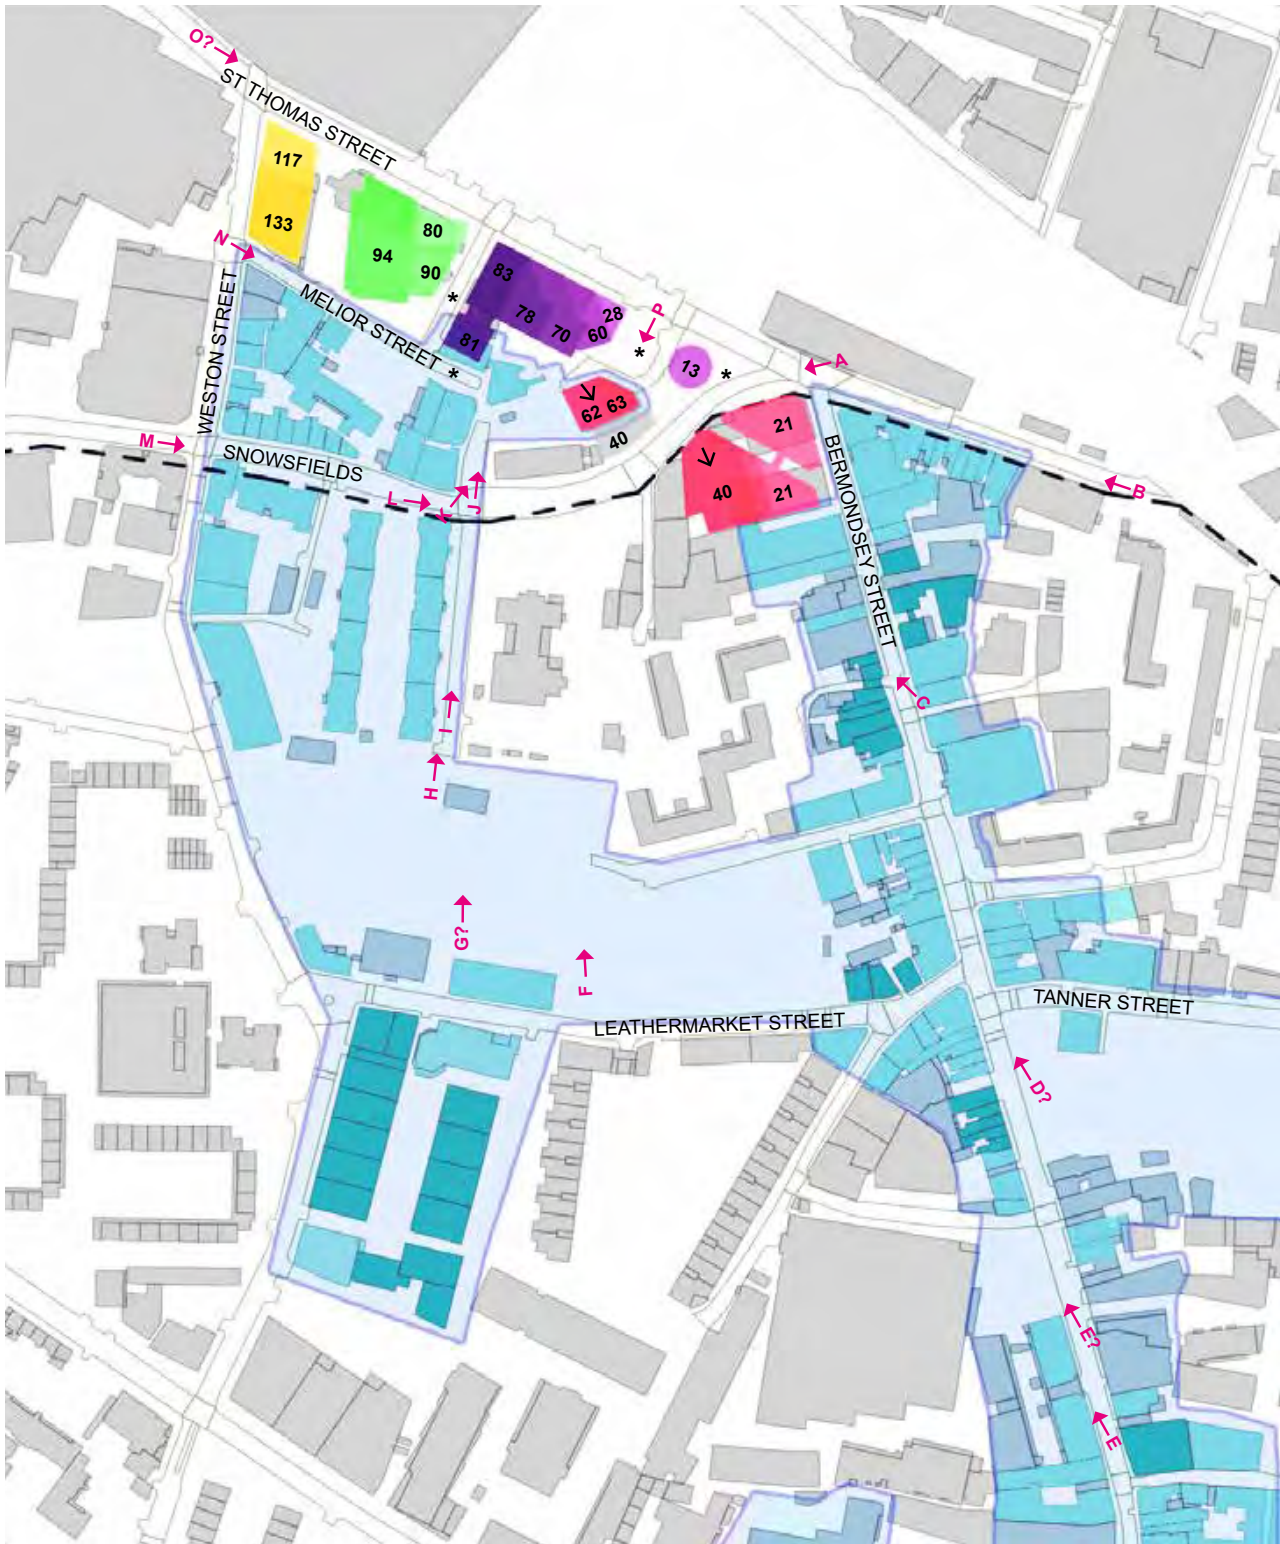 O?
ST THOMAS STREET
117
133
94
80
90
N
WESTON STREET
MELIOR STREET
*
*
83
78
70
60
28
81
P
*
13
*
A
62
63
40
21
40
21
B
M
SNOWSFIELDS
L
K
J
BERMONDSEY STREET
C
I
H
G?
F
LEATHERMARKET STREET
TANNER STREET
D?
E?
E